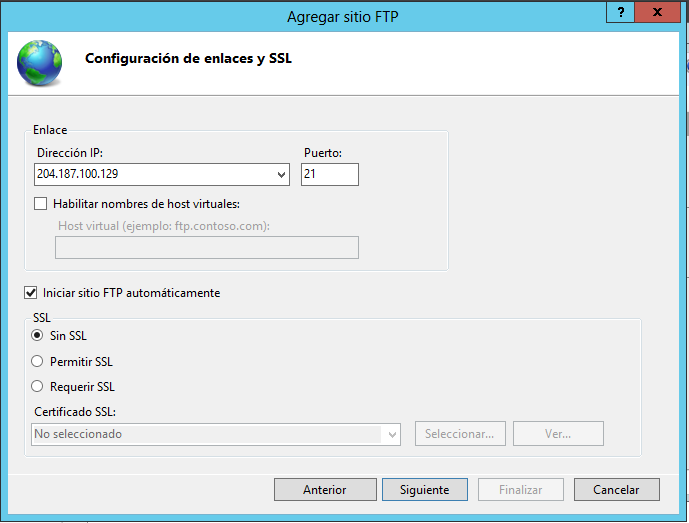 Agregar sitio FTP
?
x
Configuración de enlaces y SSL
Enlace
Dirección IP:
Puerto:
204.187.100.129
21
Habilitar nombres de host virtuales:
Host virtual (ejemplo: ftp.contoso.com):
Iniciar sitio FTP automáticamente
SSL
Sin SSL
Permitir SSL
Requerir SSL
Certificado SSL:
No seleccionado
Seleccionar...
Ver...
Anterior
Siguiente
Finalizar
Cancelar